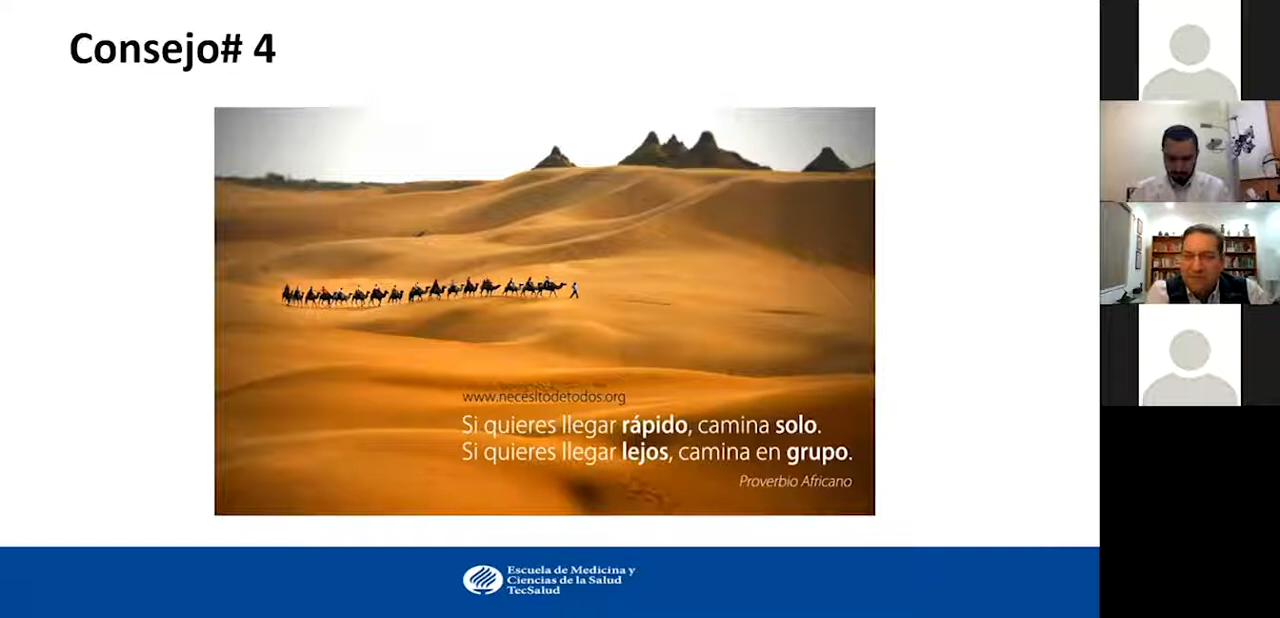 Consejo# 4
www.necesitodetodos.org
Si quieres llegar rápido, camina solo.
Si quieres llegar lejos, camina en grupo.
Proverbio Africano
Escuela de Medicina y
Ciencias de la Salud
TecSalud